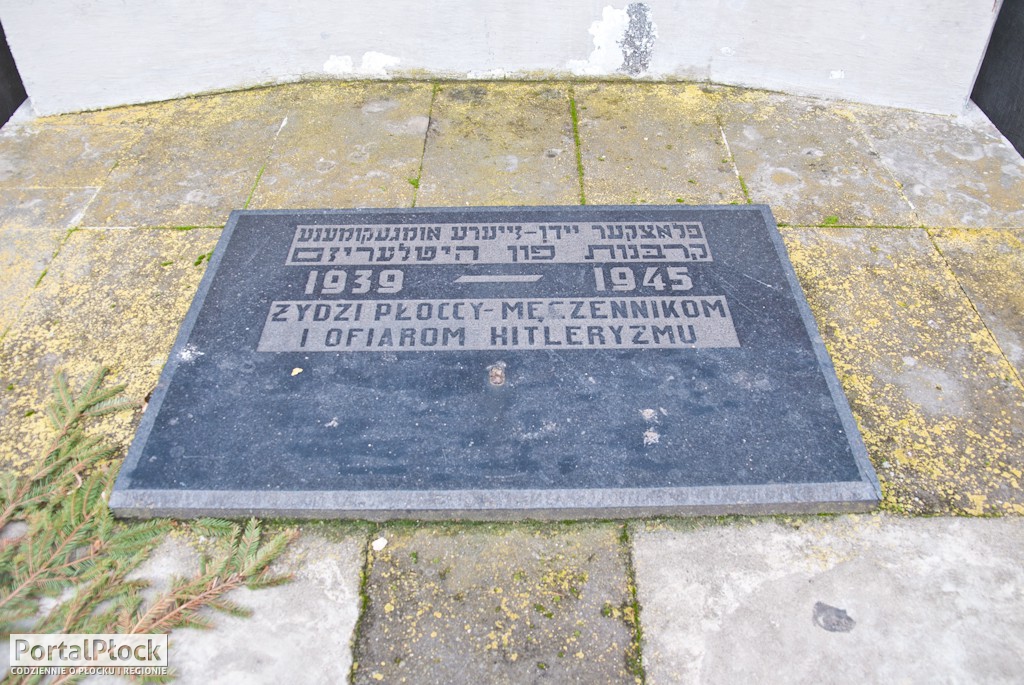 פלאצקער יידן-זייערע אומגעקומענע
קרבנות פון היטלעריזם
1939 — 1945
ŻYDZI PŁOCCY-MĘCZENNIKOM
I OFIAROM HITLERYZMU
PortalPłock
CODZIENNIE O PŁOCKU I REGIONIE